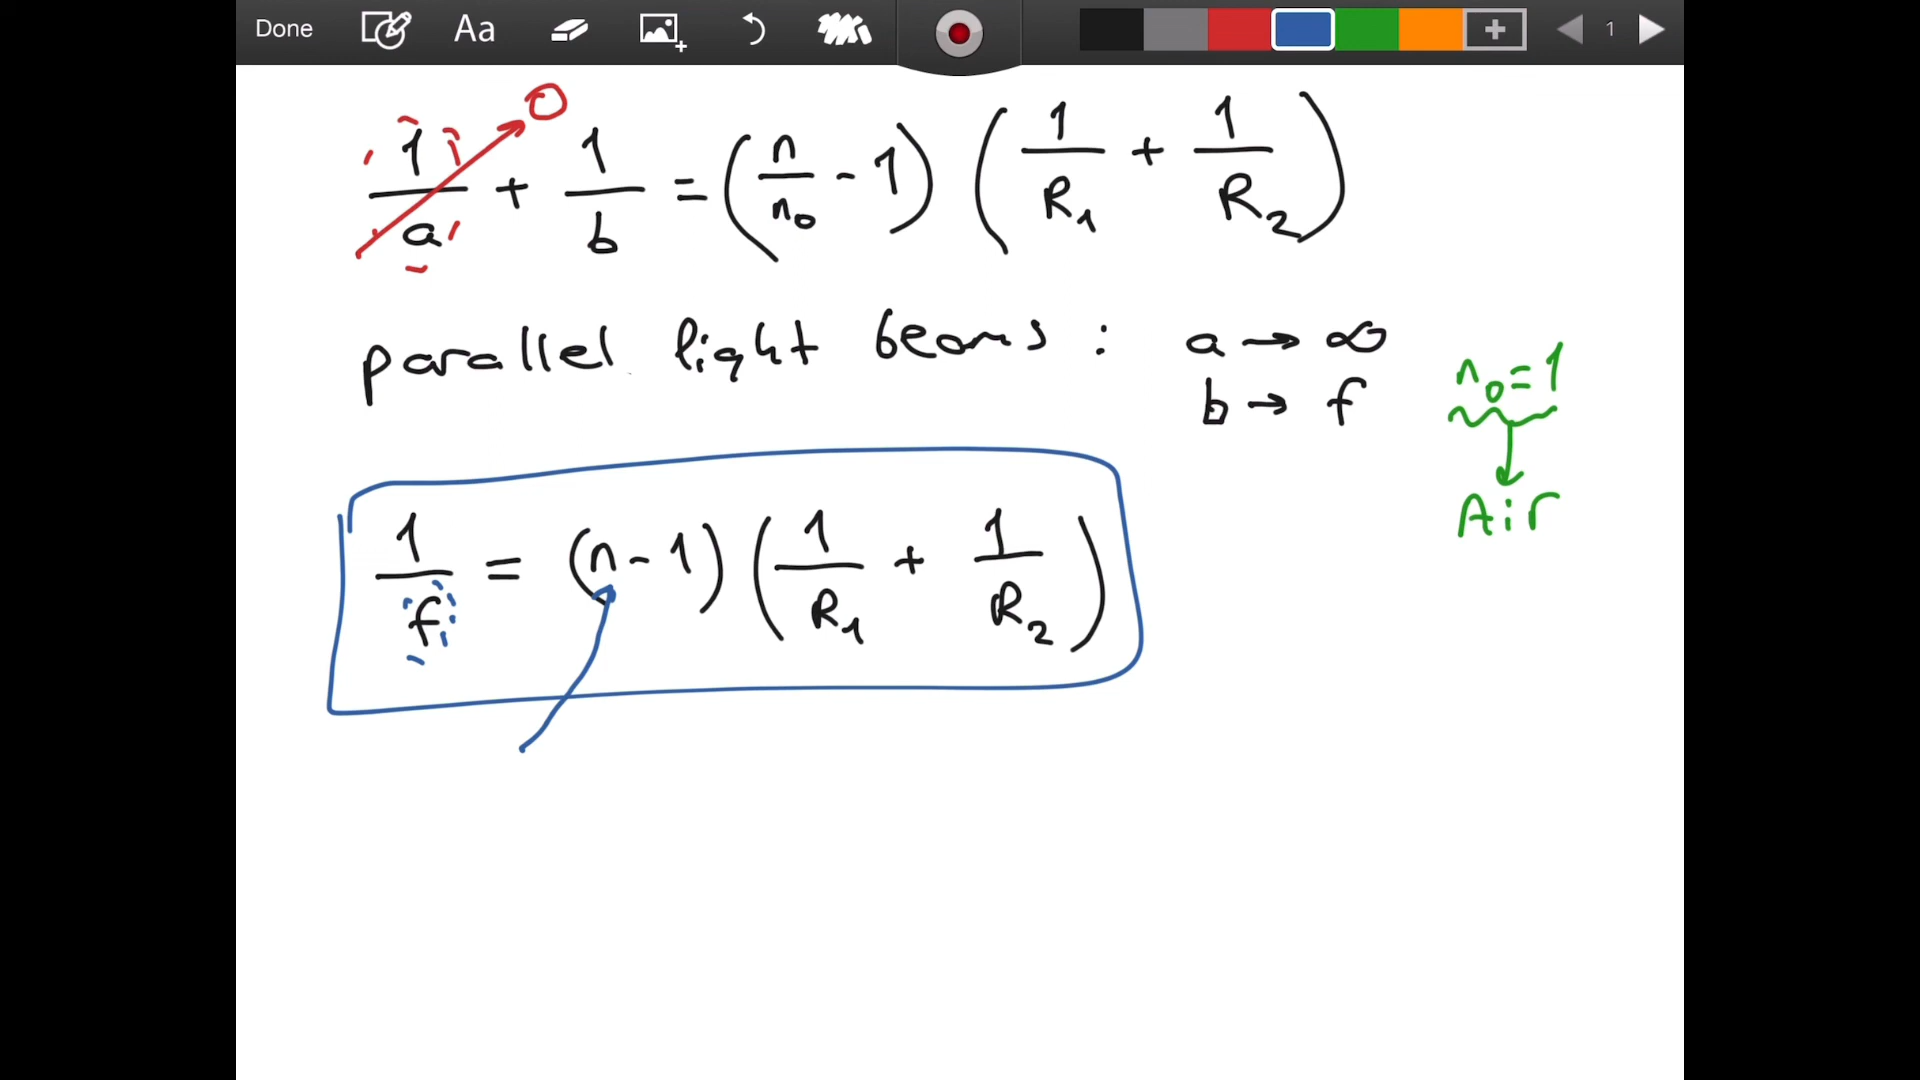 Done Aa 1
1/a → 0 + 1/b = (n/n₀ - 1) (1/R₁ + 1/R₂)
parallel light beams : a → ∞
b → f
n₀ = 1
Air
1/f = (n - 1) (1/R₁ + 1/R₂)